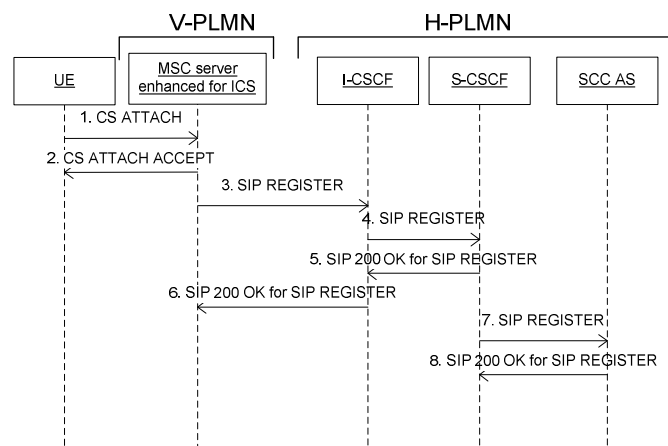 V-PLMN
H-PLMN
UE
MSC server
enhanced for ICS
I-CSCF
S-CSCF
SCC AS
1. CS ATTACH
2. CS ATTACH ACCEPT
3. SIP REGISTER
4. SIP REGISTER
5. SIP 200 OK for SIP REGISTER
6. SIP 200 OK for SIP REGISTER
7. SIP REGISTER
8. SIP 200 OK for SIP REGISTER